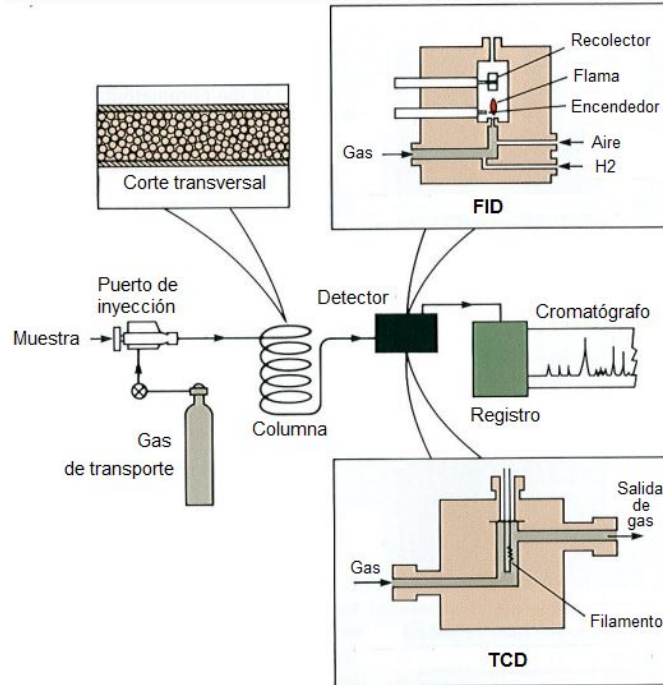 Recolector
Flama
Encendedor
Aire
Gas
H2
FID
Corte transversal
Puerto de
inyección
Muestra
Detector
Cromatógrafo
Registro
Columna
Gas
de transporte
Salida
de
gas
Gas
Filamento
TCD